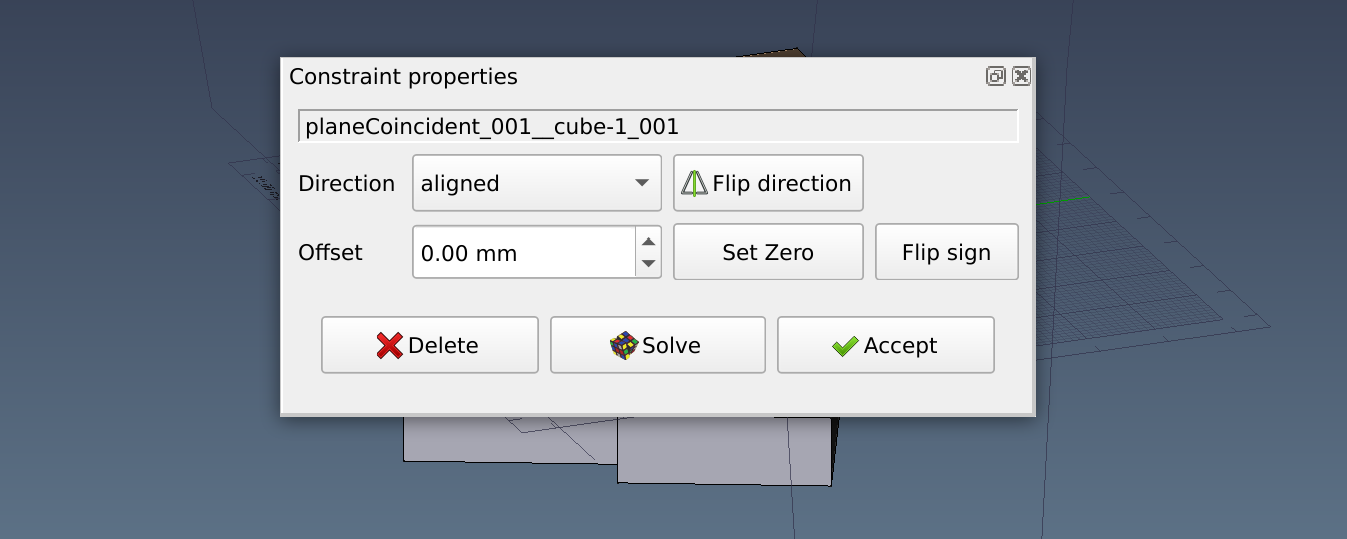 Constraint properties
planeCoincident_001__cube-1_001
Direction aligned Flip direction
Offset 0.00 mm Set Zero Flip sign
Delete Solve Accept